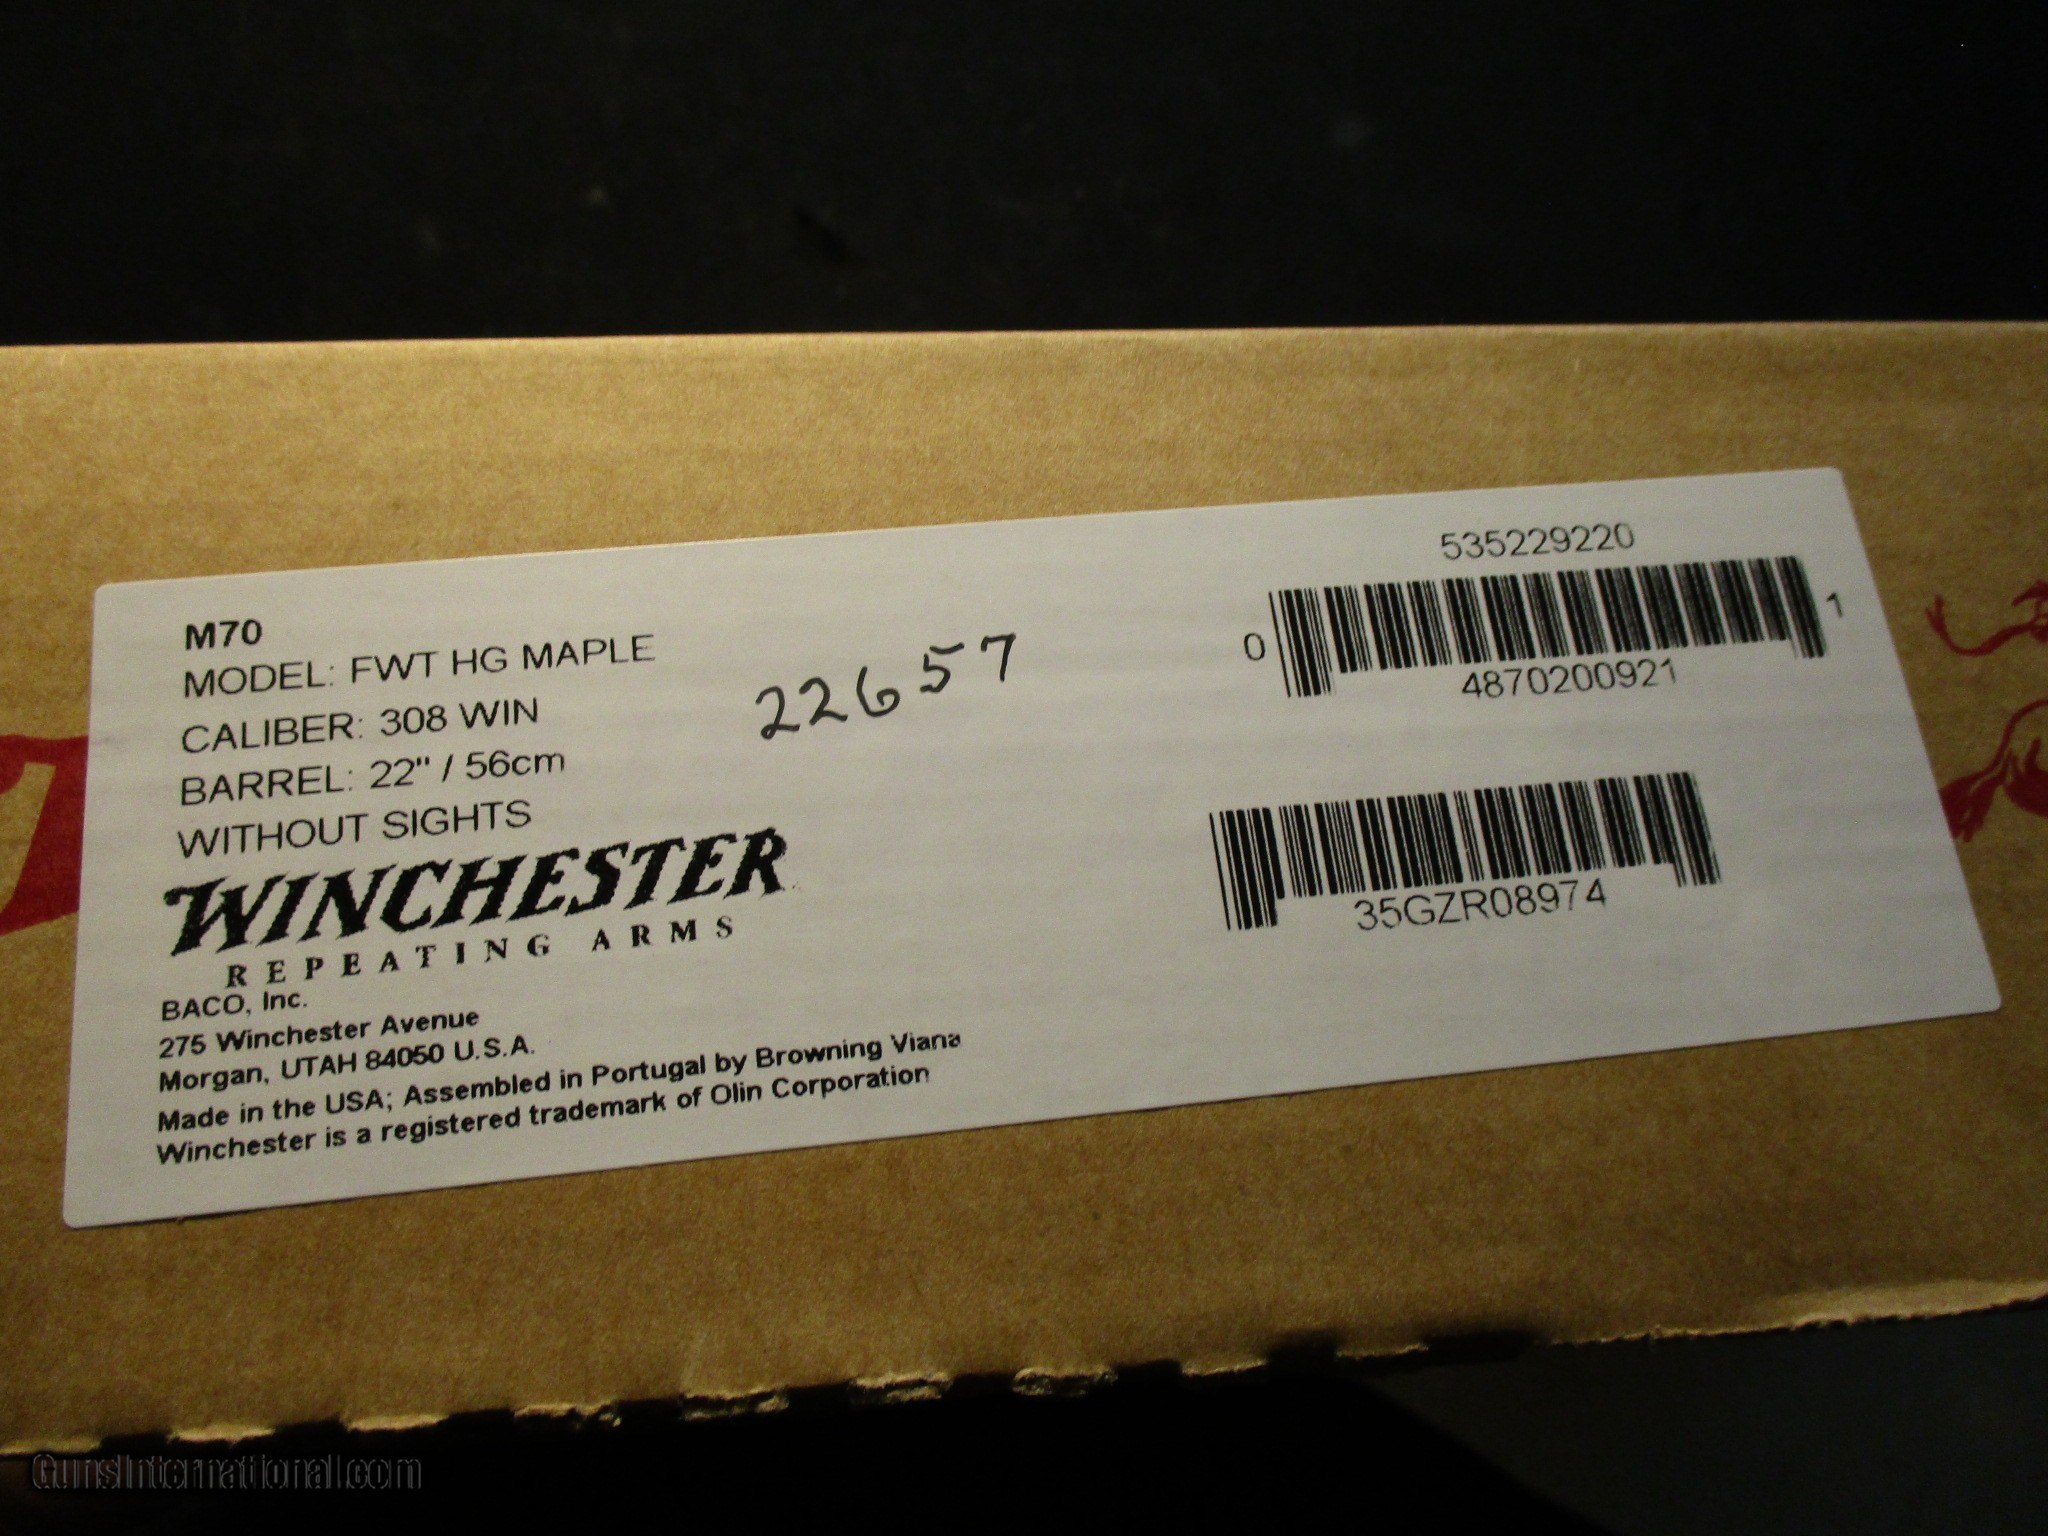 M70
MODEL: FWT HG MAPLE
CALIBER: 308 WIN
BARREL: 22" / 56cm
WITHOUT SIGHTS
WINCHESTER
REPEATING ARMS
BACO, Inc.
275 Winchester Avenue
Morgan, UTAH 84050 U.S.A.
Made in the USA; Assembled in Portugal by Browning Viana
Winchester is a registered trademark of Olin Corporation
22657
535229220
0 4870200921 1
35GZR08974
GunsInternational.com